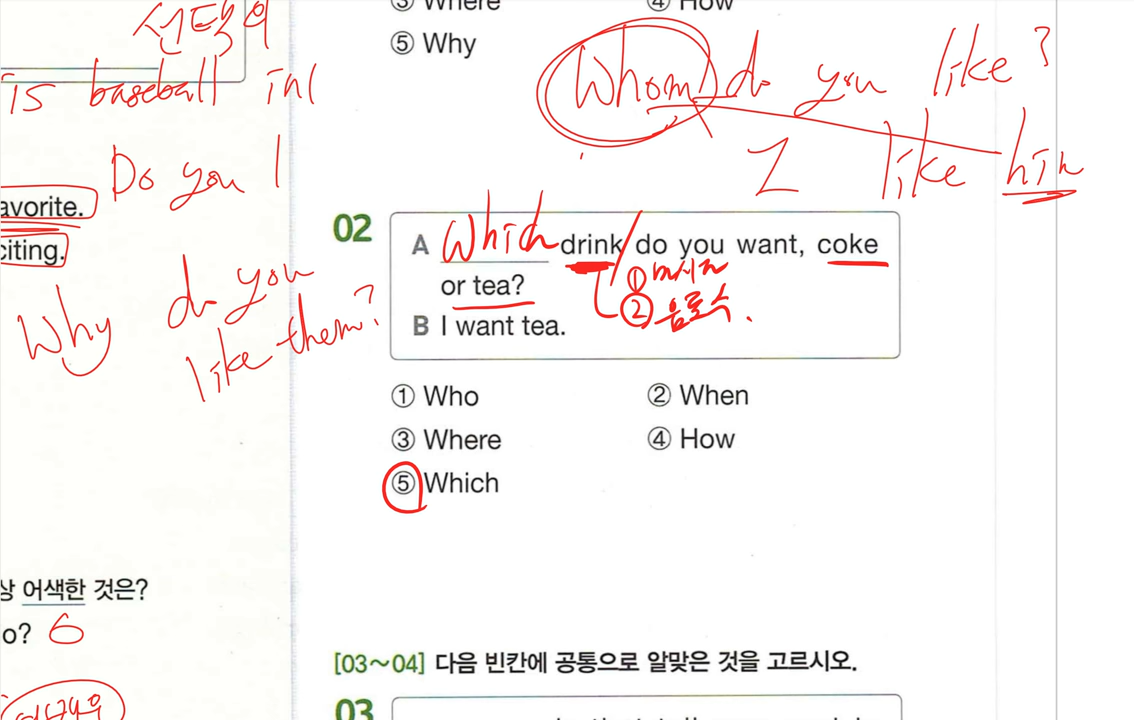 선택의
is baseball
Do you
avorite.
citing.
Why do you
like them?
상 어색한 것은?
o? 6
③ Where ④ How
⑤ Why
Whom do you like?
I like him
02
A Which drink / do you want, coke
or tea?
① 마시다
② 음료수.
B I want tea.
① Who ② When
③ Where ④ How
⑤ Which
[03~04] 다음 빈칸에 공통으로 알맞은 것을 고르시오.
03